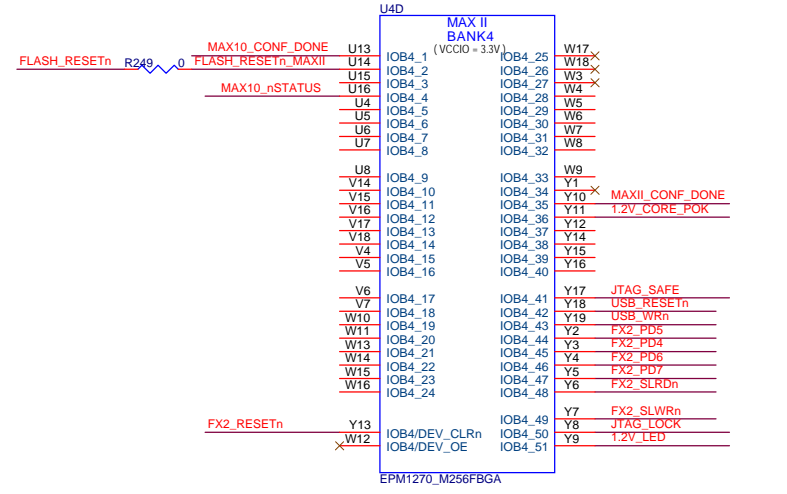 U4D
MAX II
BANK4
( VCCIO = 3.3V )
MAX10_CONF_DONE U13 IOB4_1 IOB4_25 W17
FLASH_RESETn R249 0 FLASH_RESETn_MAXII U14 IOB4_2 IOB4_26 W18
U15 IOB4_3 IOB4_27 W3
MAX10_nSTATUS U16 IOB4_4 IOB4_28 W4
U4 IOB4_5 IOB4_29 W5
U5 IOB4_6 IOB4_30 W6
U6 IOB4_7 IOB4_31 W7
U7 IOB4_8 IOB4_32 W8
U8 IOB4_9 IOB4_33 W9
V14 IOB4_10 IOB4_34 Y1
V15 IOB4_11 IOB4_35 Y10 MAXII_CONF_DONE
V16 IOB4_12 IOB4_36 Y11 1.2V_CORE_POK
V17 IOB4_13 IOB4_37 Y12
V18 IOB4_14 IOB4_38 Y14
V4 IOB4_15 IOB4_39 Y15
V5 IOB4_16 IOB4_40 Y16
V6 IOB4_17 IOB4_41 Y17 JTAG_SAFE
V7 IOB4_18 IOB4_42 Y18 USB_RESETn
W10 IOB4_19 IOB4_43 Y19 USB_WRn
W11 IOB4_20 IOB4_44 Y2 FX2_PD5
W13 IOB4_21 IOB4_45 Y3 FX2_PD4
W14 IOB4_22 IOB4_46 Y4 FX2_PD6
W15 IOB4_23 IOB4_47 Y5 FX2_PD7
W16 IOB4_24 IOB4_48 Y6 FX2_SLRDn
IOB4_49 Y7 FX2_SLWRn
FX2_RESETn Y13 IOB4/DEV_CLRn IOB4_50 Y8 JTAG_LOCK
W12 IOB4/DEV_OE IOB4_51 Y9 1.2V_LED
EPM1270_M256FBGA